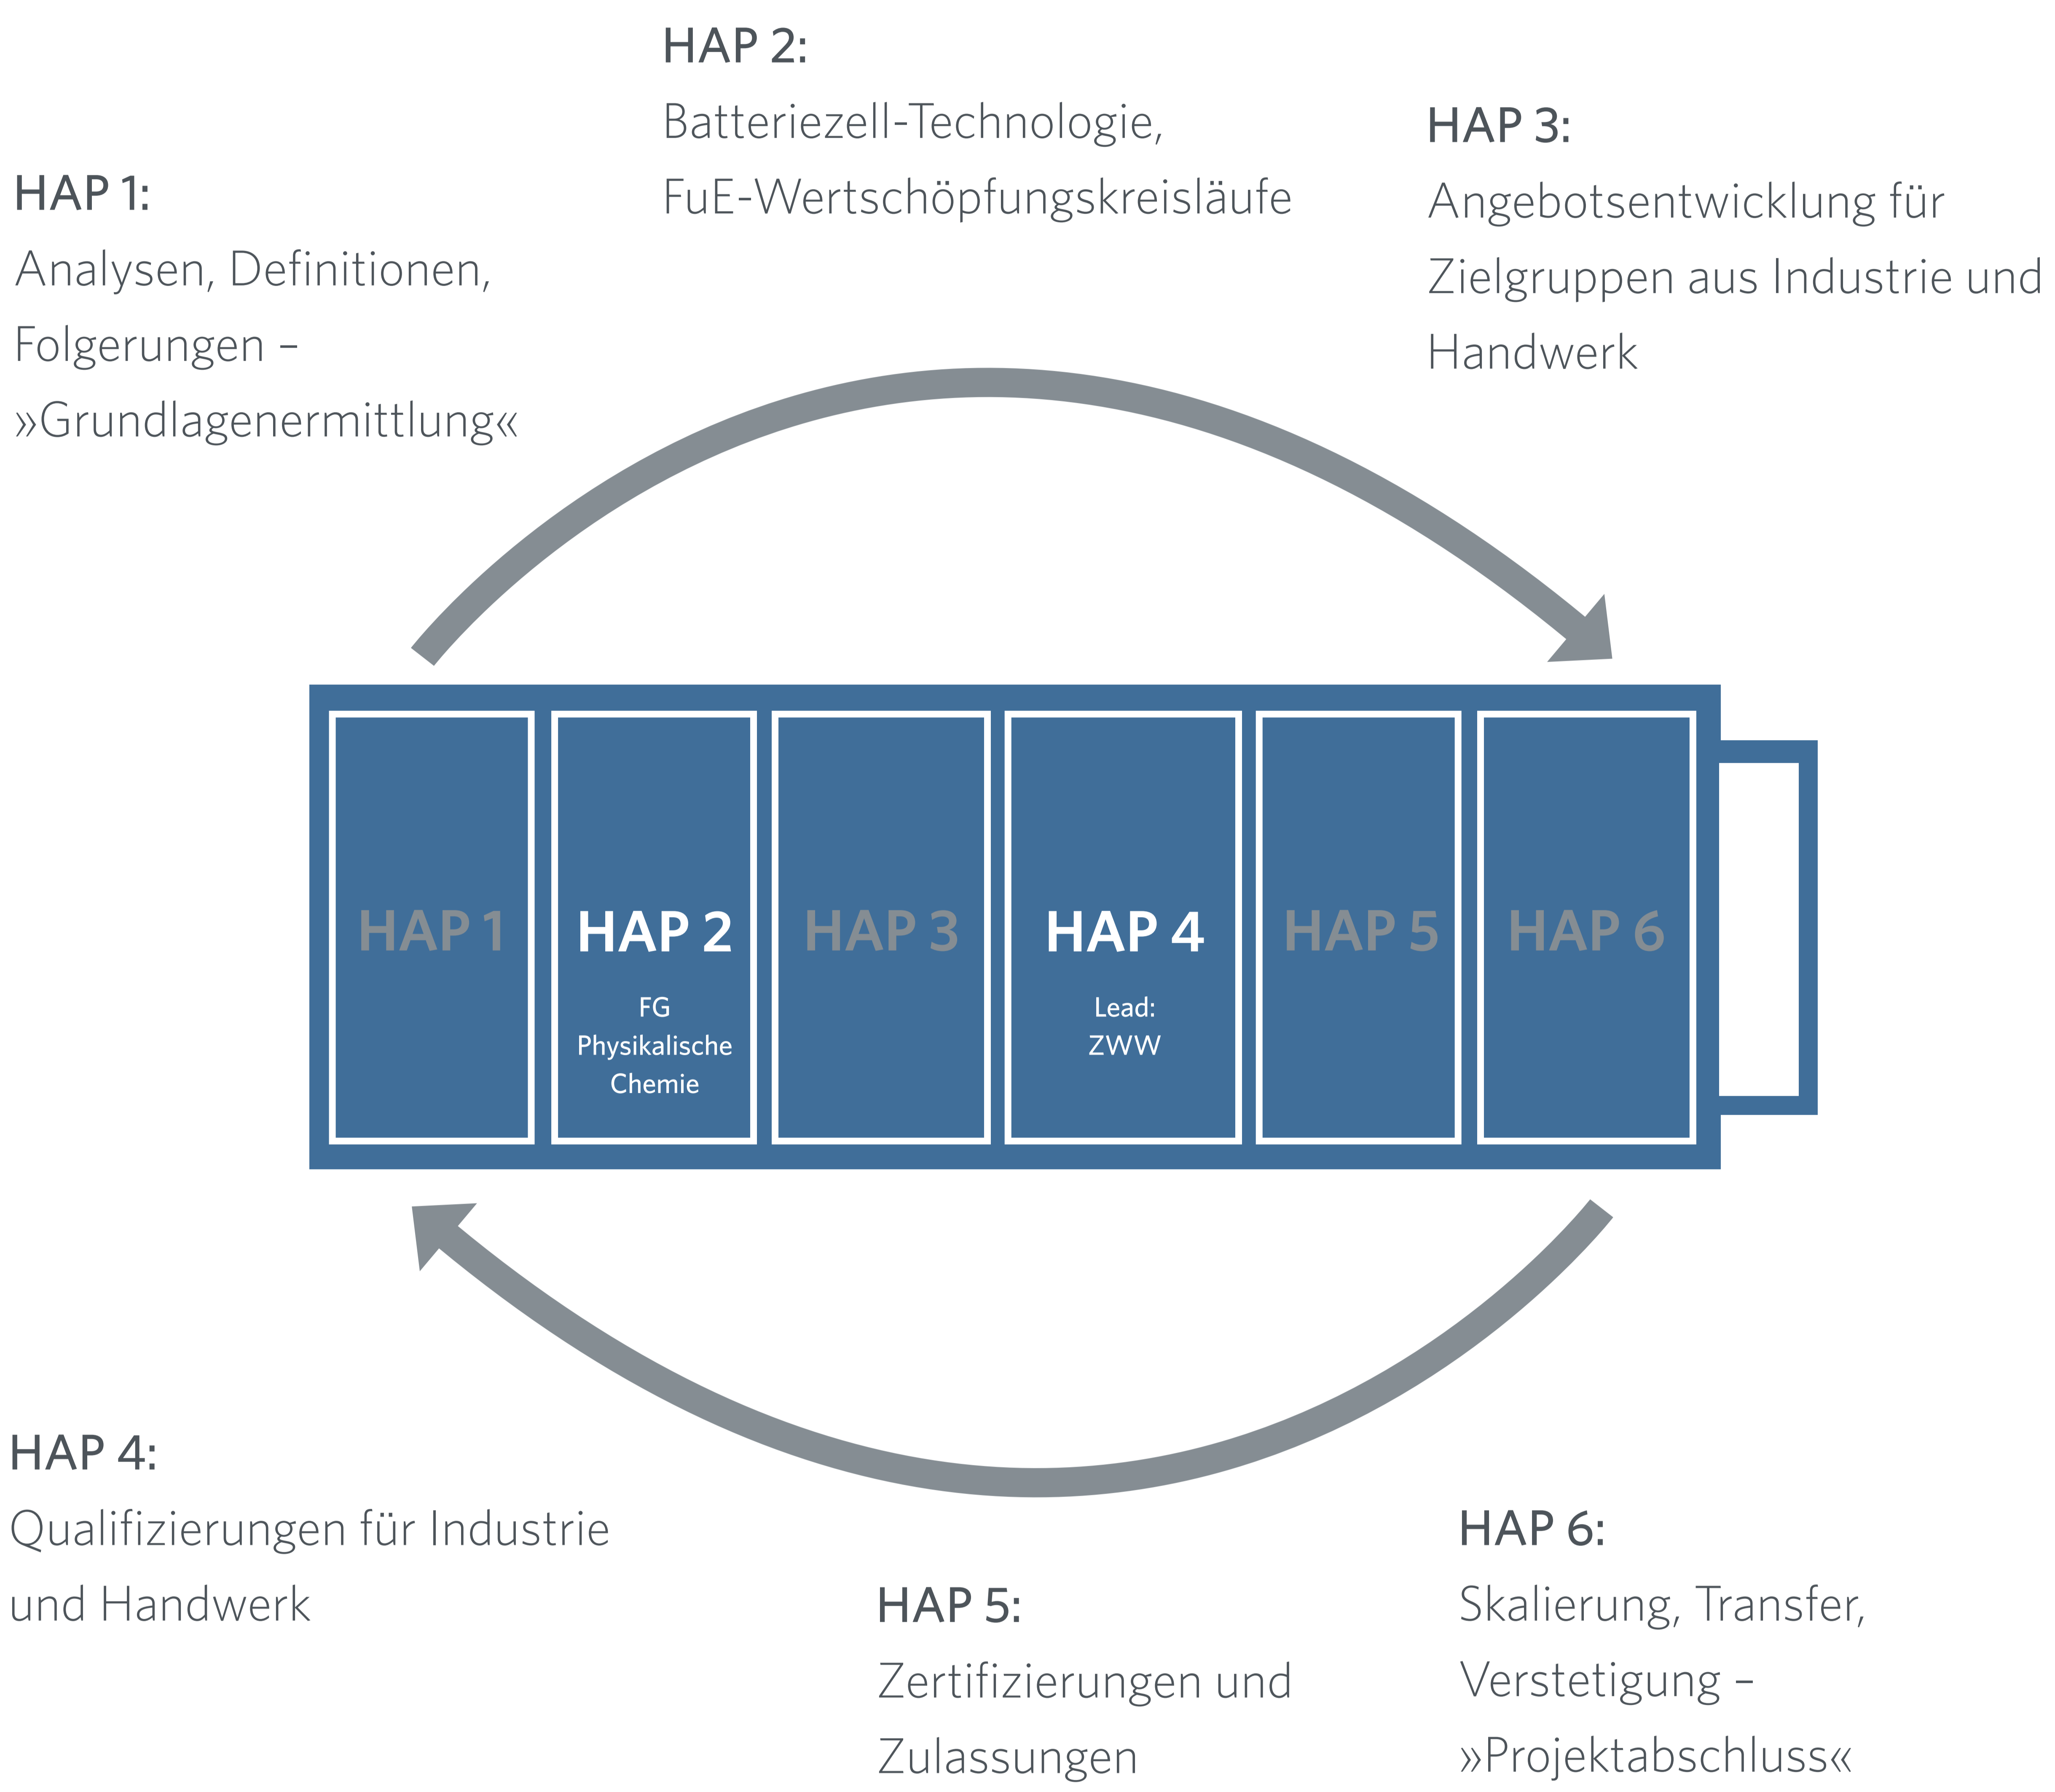 HAP 1:
Analysen, Definitionen,
Folgerungen –
»Grundlagenermittlung«
HAP 2:
Batteriezell-Technologie,
FuE-Wertschöpfungskreisläufe
HAP 3:
Angebotsentwicklung für
Zielgruppen aus Industrie und
Handwerk
HAP 1
HAP 2
FG
Physikalische
Chemie
HAP 3
HAP 4
Lead:
ZWW
HAP 5
HAP 6
HAP 4:
Qualifizierungen für Industrie
und Handwerk
HAP 5:
Zertifizierungen und
Zulassungen
HAP 6:
Skalierung, Transfer,
Verstetigung –
»Projektabschluss«